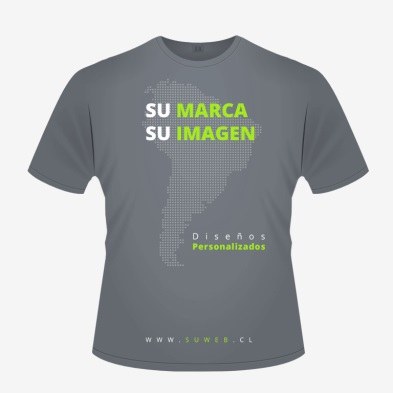 SU MARCA
SU IMAGEN
Diseños
Personalizados
WWW.SUWEB.CL